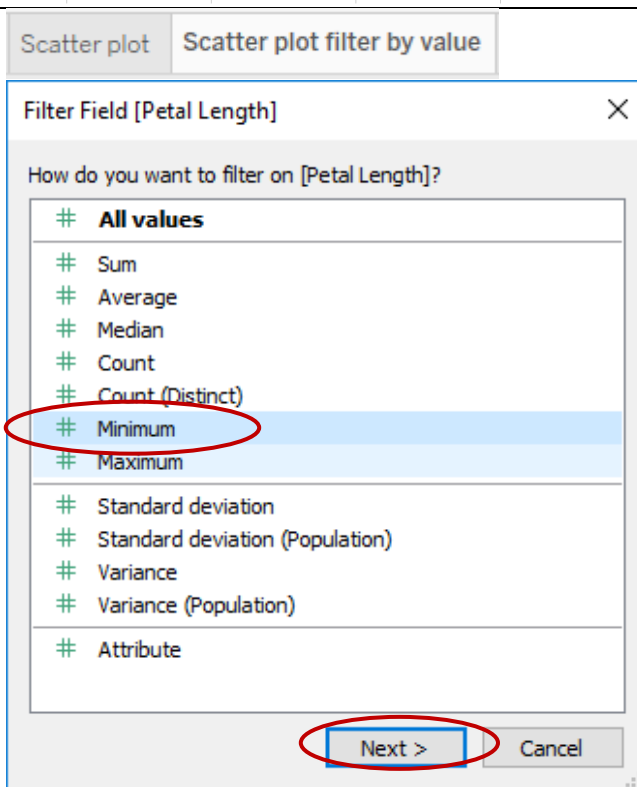 Scatter plot Scatter plot filter by value
Filter Field [Petal Length]
How do you want to filter on [Petal Length]?
All values
Sum
Average
Median
Count
Count (Distinct)
Minimum
Maximum
Standard deviation
Standard deviation (Population)
Variance
Variance (Population)
Attribute
Next > Cancel